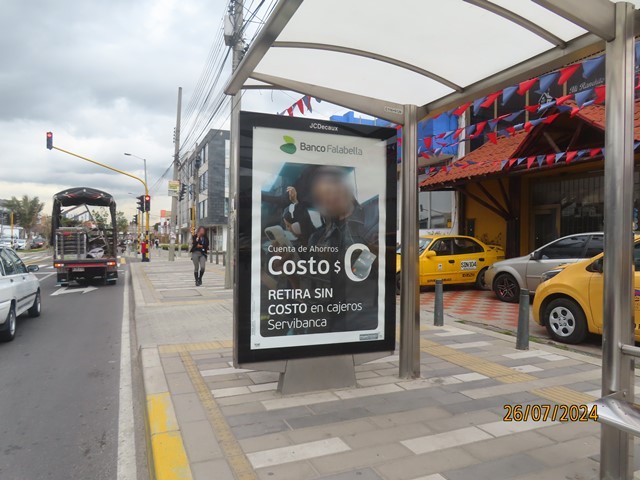 JCDecaux
Banco Falabella
Cuenta de Ahorros
Costo $0
RETIRA SIN
COSTO en cajeros
Servibanca
26/07/2024